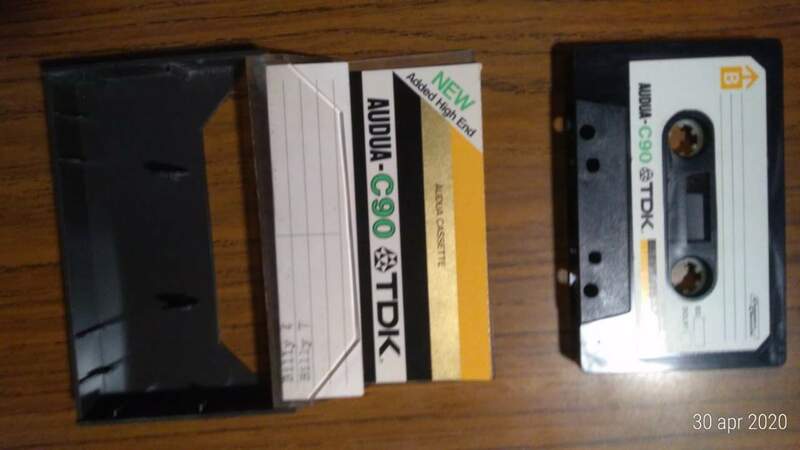 NEW
Added High End
AUDUA-C90 TDK
AUDUA CASSETTE
B
AUDUA-C90 TDK
30 apr 2020